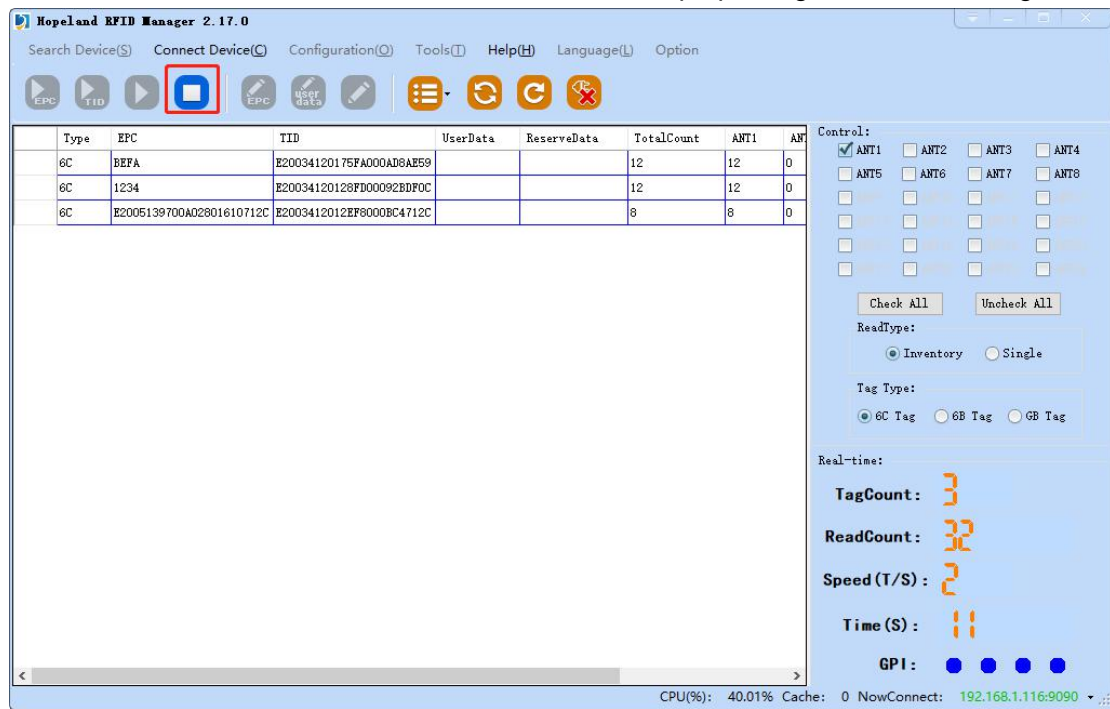 Hopeland RFID Manager 2.17.0
Search Device(S) Connect Device(C) Configuration(O) Tools(T) Help(H) Language(L) Option
EPC TID EPC user data
Type EPC TID UserData ReserveData TotalCount ANT1
6C BEFA E20034120175FA000AD8AE59 12 12 0
6C 1234 E20034120128FD00092BDF0C 12 12 0
6C E2005139700A02801610712C E2003412012EF8000BC4712C 8 8 0
Control:
ANT1 ANT2 ANT3 ANT4
ANT5 ANT6 ANT7 ANT8
Check All Uncheck All
ReadType:
Inventory Single
Tag Type:
6C Tag 6B Tag GB Tag
Real-time:
TagCount: 3
ReadCount: 32
Speed(T/S): 2
Time(S): 11
GPI:
CPU(%): 40.01% Cache: 0 NowConnect: 192.168.1.116:9090